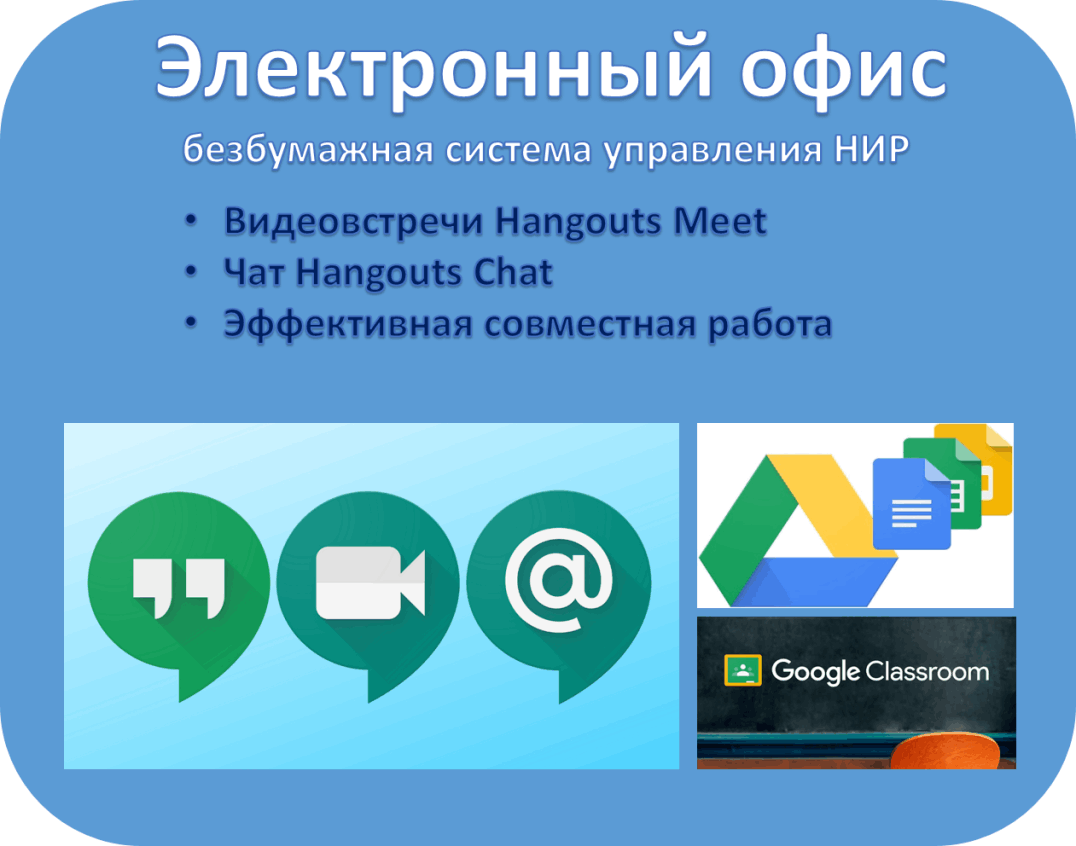 Электронный офис
безбумажная система управления НИР
• Видеовстречи Hangouts Meet
• Чат Hangouts Chat
• Эффективная совместная работа
@
Google Classroom